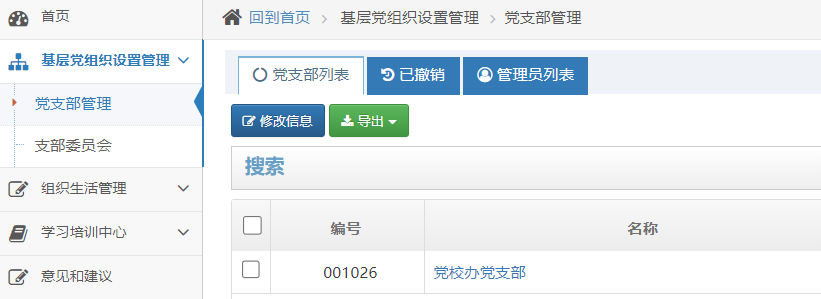 首页
基层党组织设置管理
党支部管理
支部委员会
组织生活管理
学习培训中心
意见和建议
回到首页 基层党组织设置管理 党支部管理
党支部列表 已撤销 管理员列表
修改信息 导出
搜索
编号 名称
001026 党校办党支部